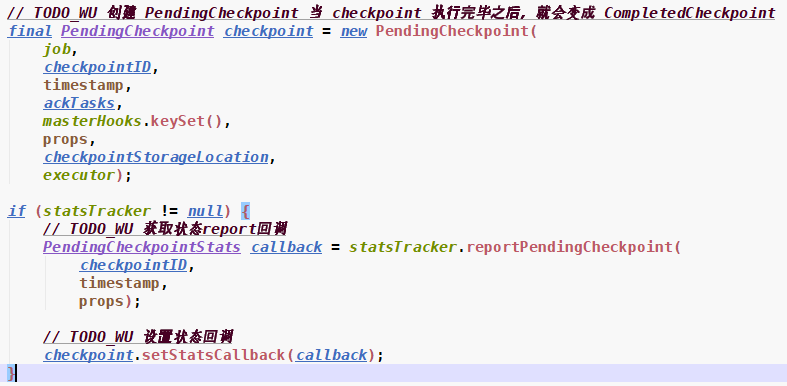 // TODO_WU 创建 PendingCheckpoint 当 checkpoint 执行完毕之后, 就会变成 CompletedCheckpoint
final PendingCheckpoint checkpoint = new PendingCheckpoint(
    job,
    checkpointID,
    timestamp,
    ackTasks,
    masterHooks.keySet(),
    props,
    checkpointStorageLocation,
    executor);

if (statsTracker != null) {
    // TODO_WU 获取状态report回调
    PendingCheckpointStats callback = statsTracker.reportPendingCheckpoint(
        checkpointID,
        timestamp,
        props);

    // TODO_WU 设置状态回调
    checkpoint.setStatsCallback(callback);
}